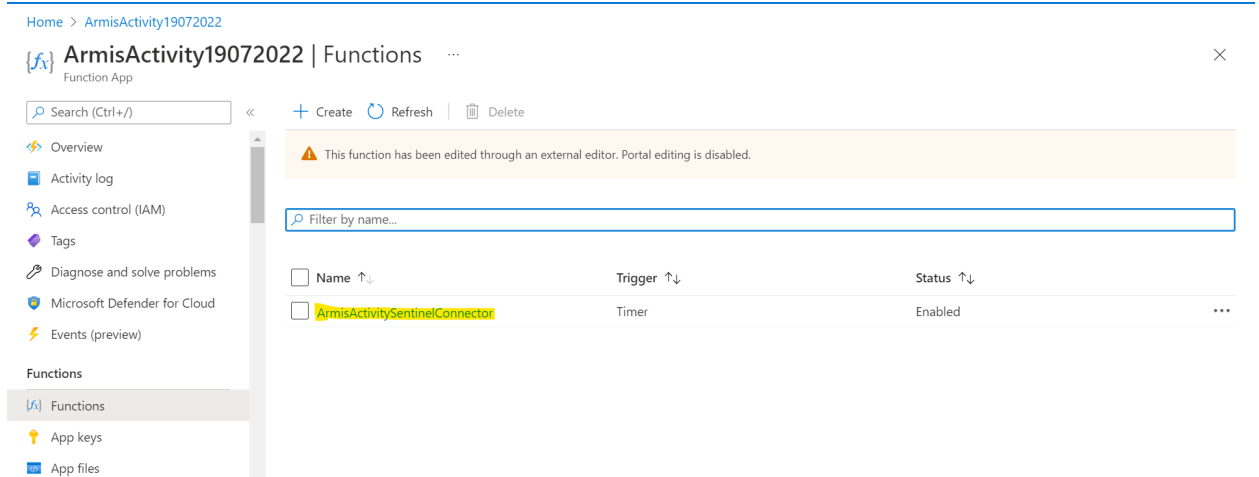 Home > ArmisActivity19072022
{fx} ArmisActivity19072022 | Functions ...
Function App
Search (Ctrl+/) «
+ Create Refresh Delete
Overview
This function has been edited through an external editor. Portal editing is disabled.
Activity log
Access control (IAM)
Filter by name...
Tags
Diagnose and solve problems
Name ↑↓ Trigger ↑↓ Status ↑↓
Microsoft Defender for Cloud
ArmisActivitySentinelConnector Timer Enabled ...
Events (preview)
Functions
{fx} Functions
App keys
App files